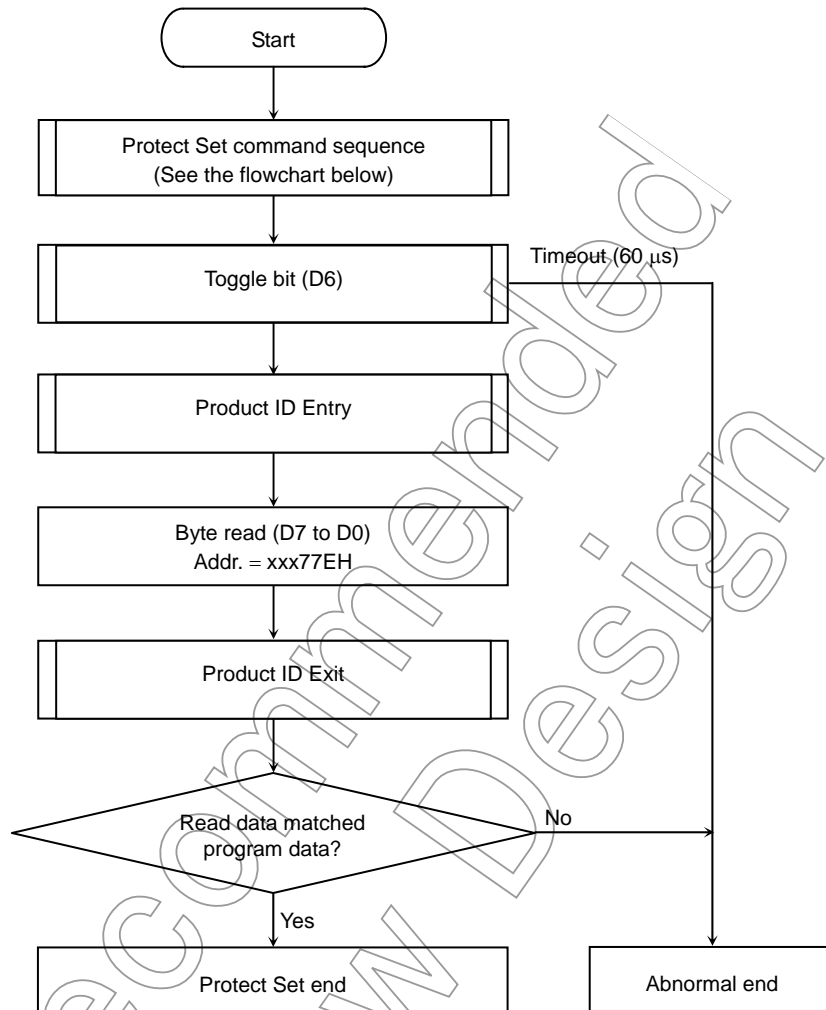 Start
Protect Set command sequence
(See the flowchart below)
Toggle bit (D6)
Timeout (60 μs)
Product ID Entry
Byte read (D7 to D0)
Addr. = xxx77EH
Product ID Exit
Read data matched
program data?
No
Yes
Protect Set end
Abnormal end
ecommended
w Design